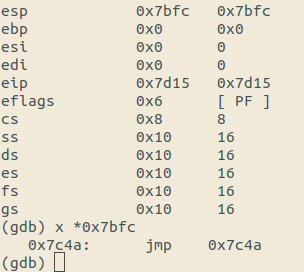 esp 0x7bfc 0x7bfc
ebp 0x0 0x0
esi 0x0 0
edi 0x0 0
eip 0x7d15 0x7d15
eflags 0x6 [ PF ]
cs 0x8 8
ss 0x10 16
ds 0x10 16
es 0x10 16
fs 0x10 16
gs 0x10 16
(gdb) x *0x7bfc
0x7c4a: jmp 0x7c4a
(gdb)